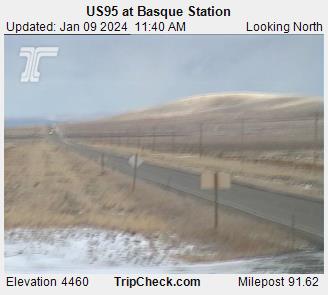 US95 at Basque Station
Updated: Jan 09 2024 11:40 AM Looking North
Elevation 4460 TripCheck.com Milepost 91.62